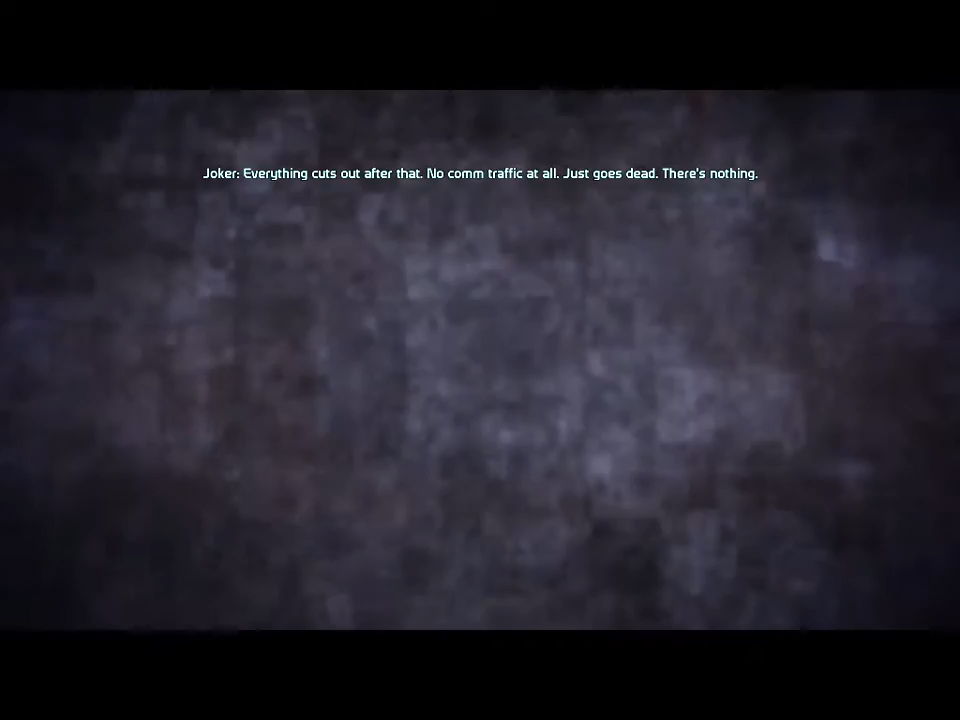 Joker: Everything cuts out after that. No comm traffic at all. Just goes dead. There's nothing.